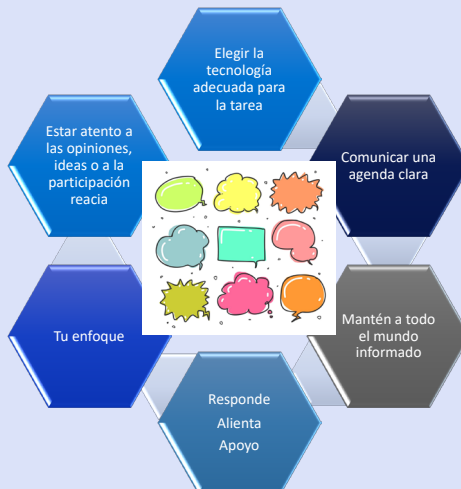 Elegir la
tecnología
adecuada para
la tarea
Comunicar una
agenda clara
Mantén a todo
el mundo
informado
Responde
Alienta
Apoyo
Tu enfoque
Estar atento a
las opiniones,
ideas o a la
participación
reacia